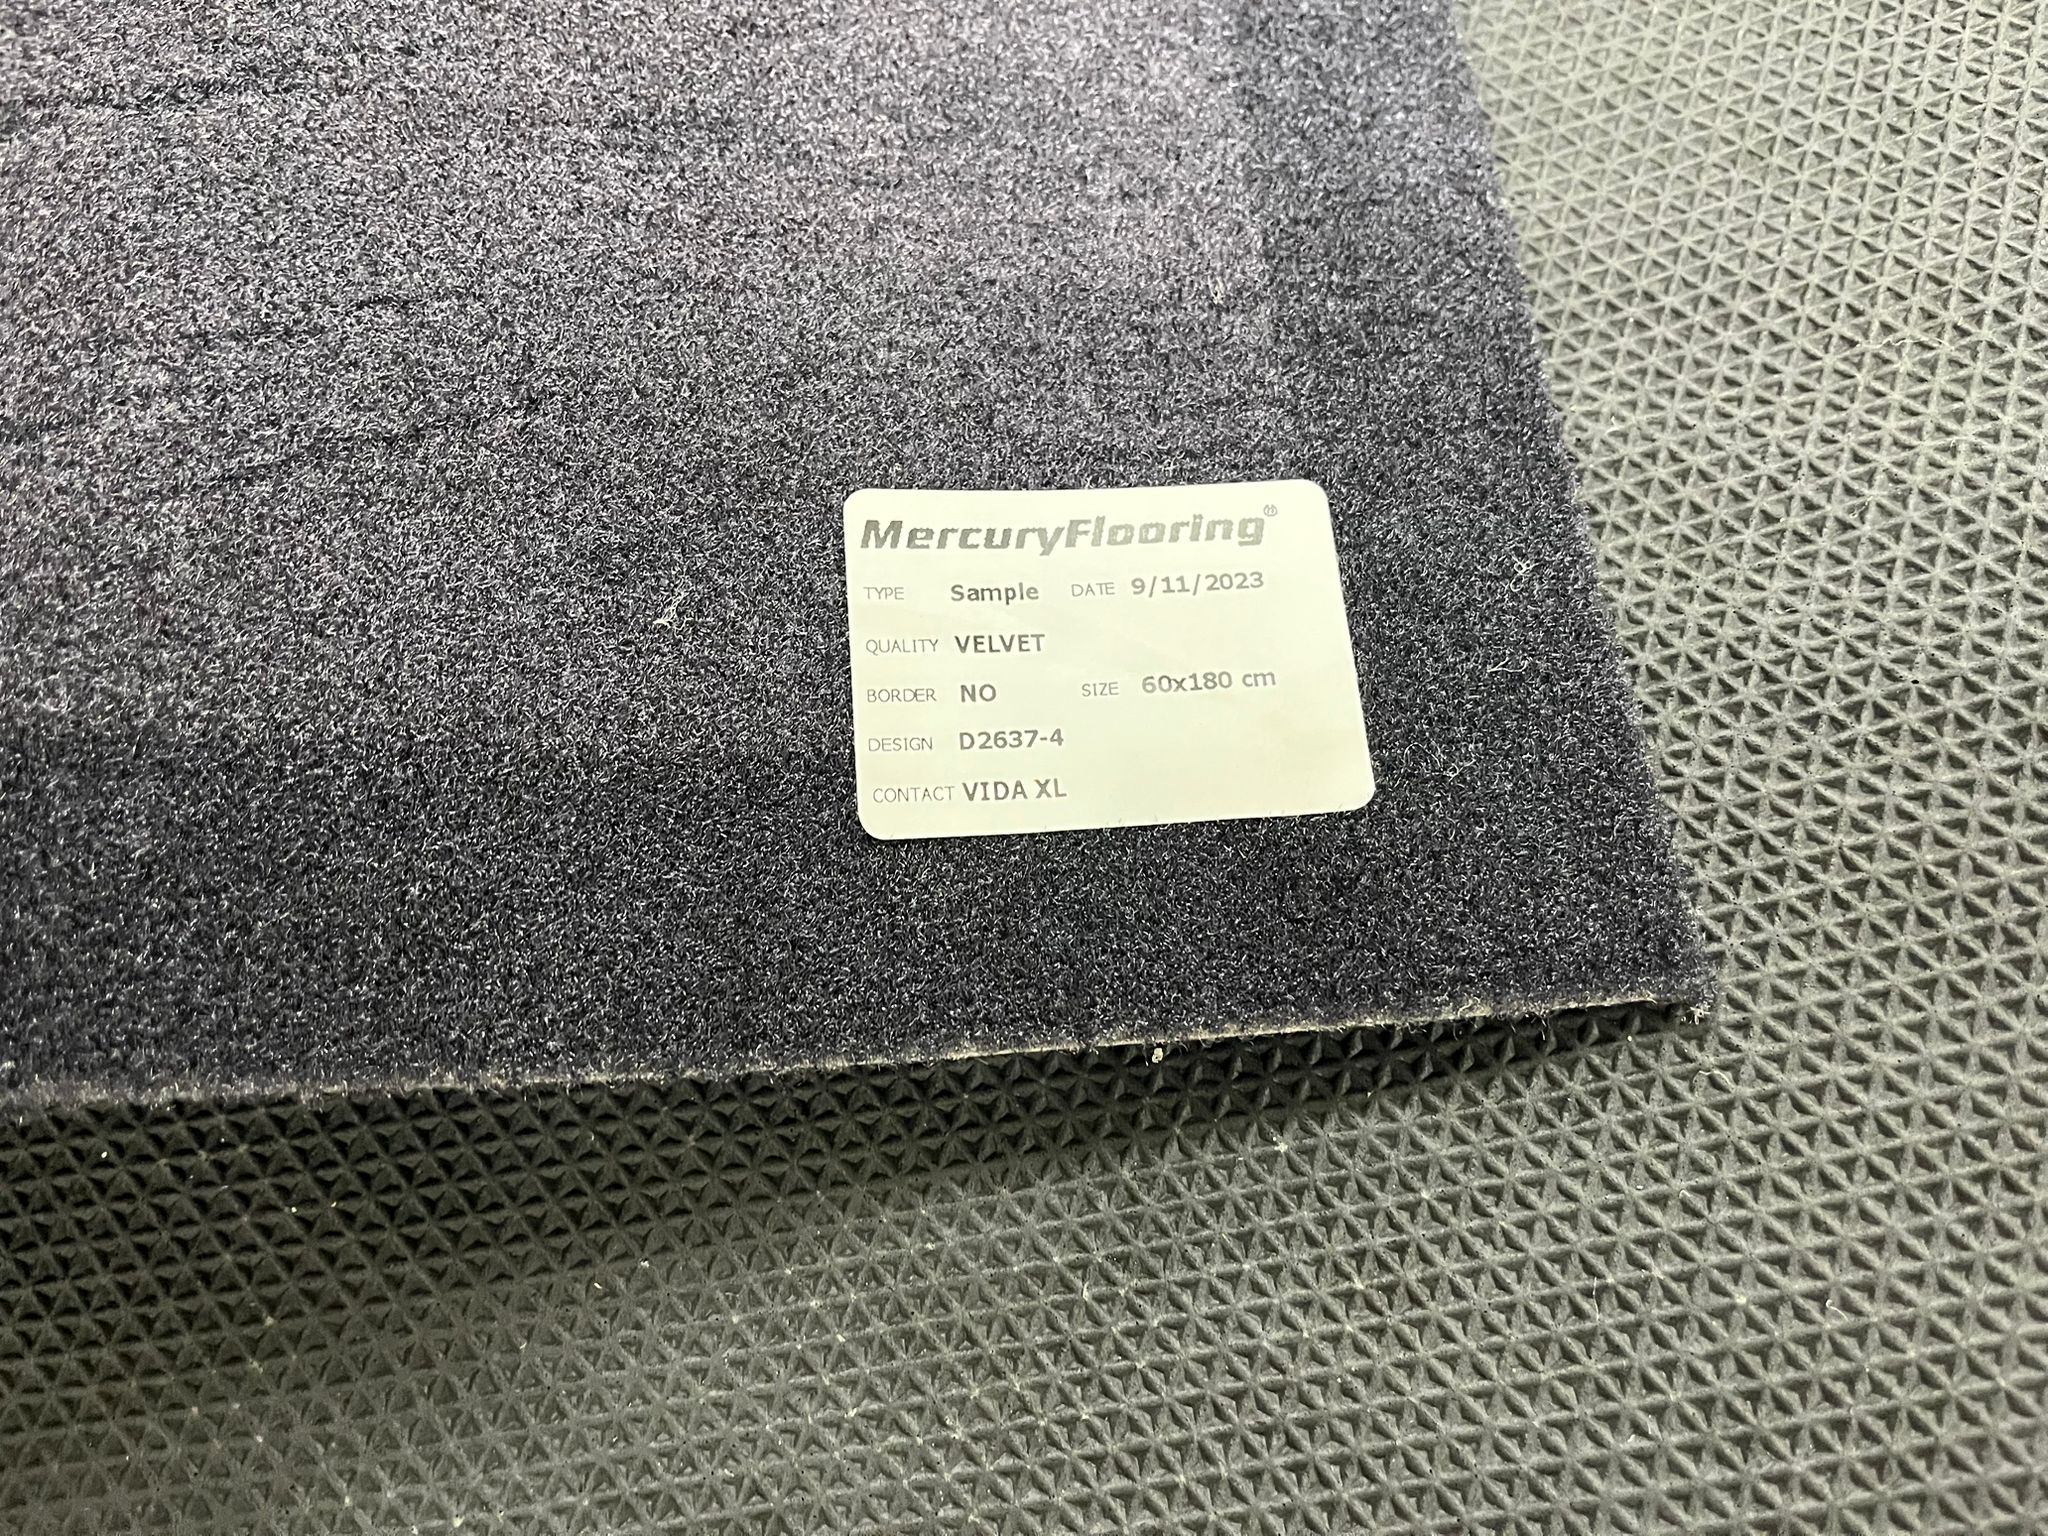 MercuryFlooring®
TYPE Sample DATE 9/11/2023
QUALITY VELVET
BORDER NO SIZE 60x180 cm
DESIGN D2637-4
CONTACT VIDA XL